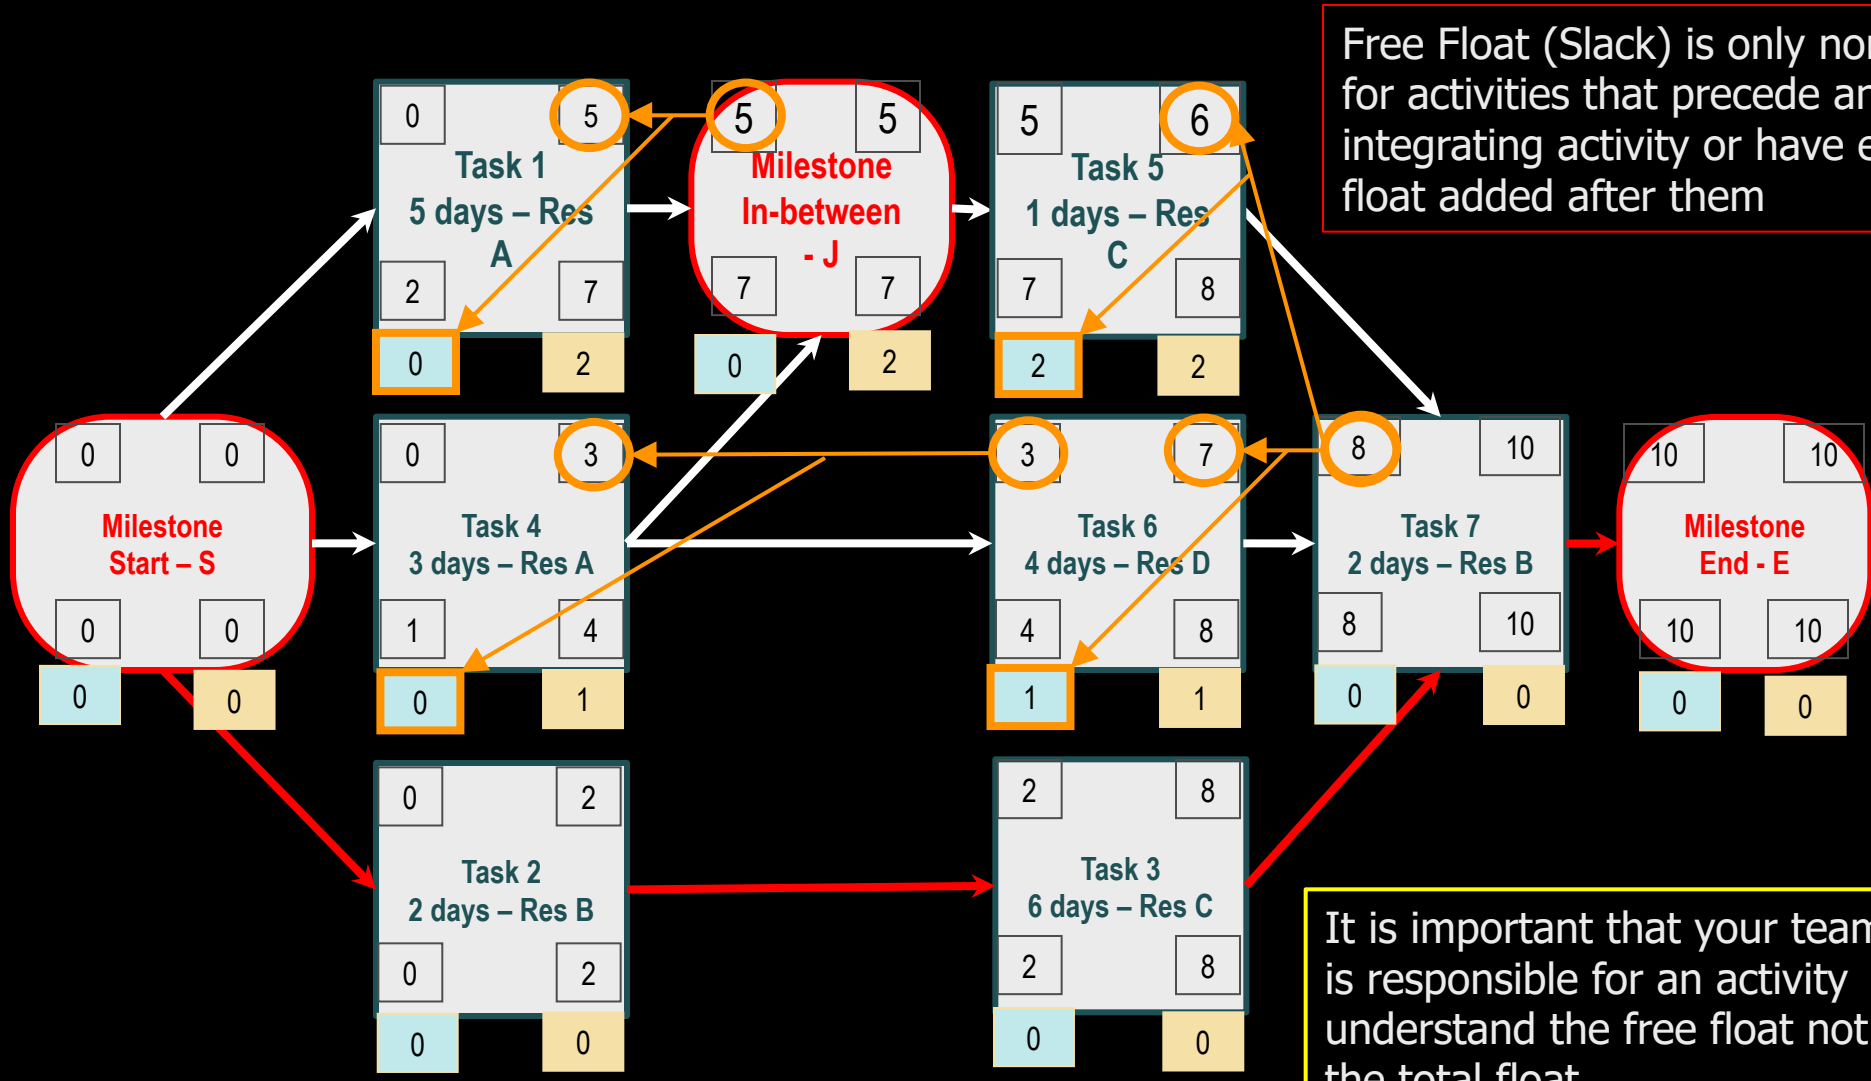 Free Float (Slack) is only
for activities that precede
integrating activity or have
float added after them
0
5
Task 1
5 days – Res
A
2
7
0
2
5
5
Milestone
In-between
- J
7
7
0
2
5
6
Task 5
1 days – Res
C
7
8
2
2
0
0
Milestone
Start – S
0
0
0
0
0
3
Task 4
3 days – Res A
1
4
0
1
3
7
Task 6
4 days – Res D
4
8
1
1
8
10
Task 7
2 days – Res B
8
10
0
0
10
10
Milestone
End - E
10
10
0
0
0
2
Task 2
2 days – Res B
0
2
0
0
2
8
Task 3
6 days – Res C
2
8
0
0
It is important that your team
is responsible for an activity
understand the free float not
the total float